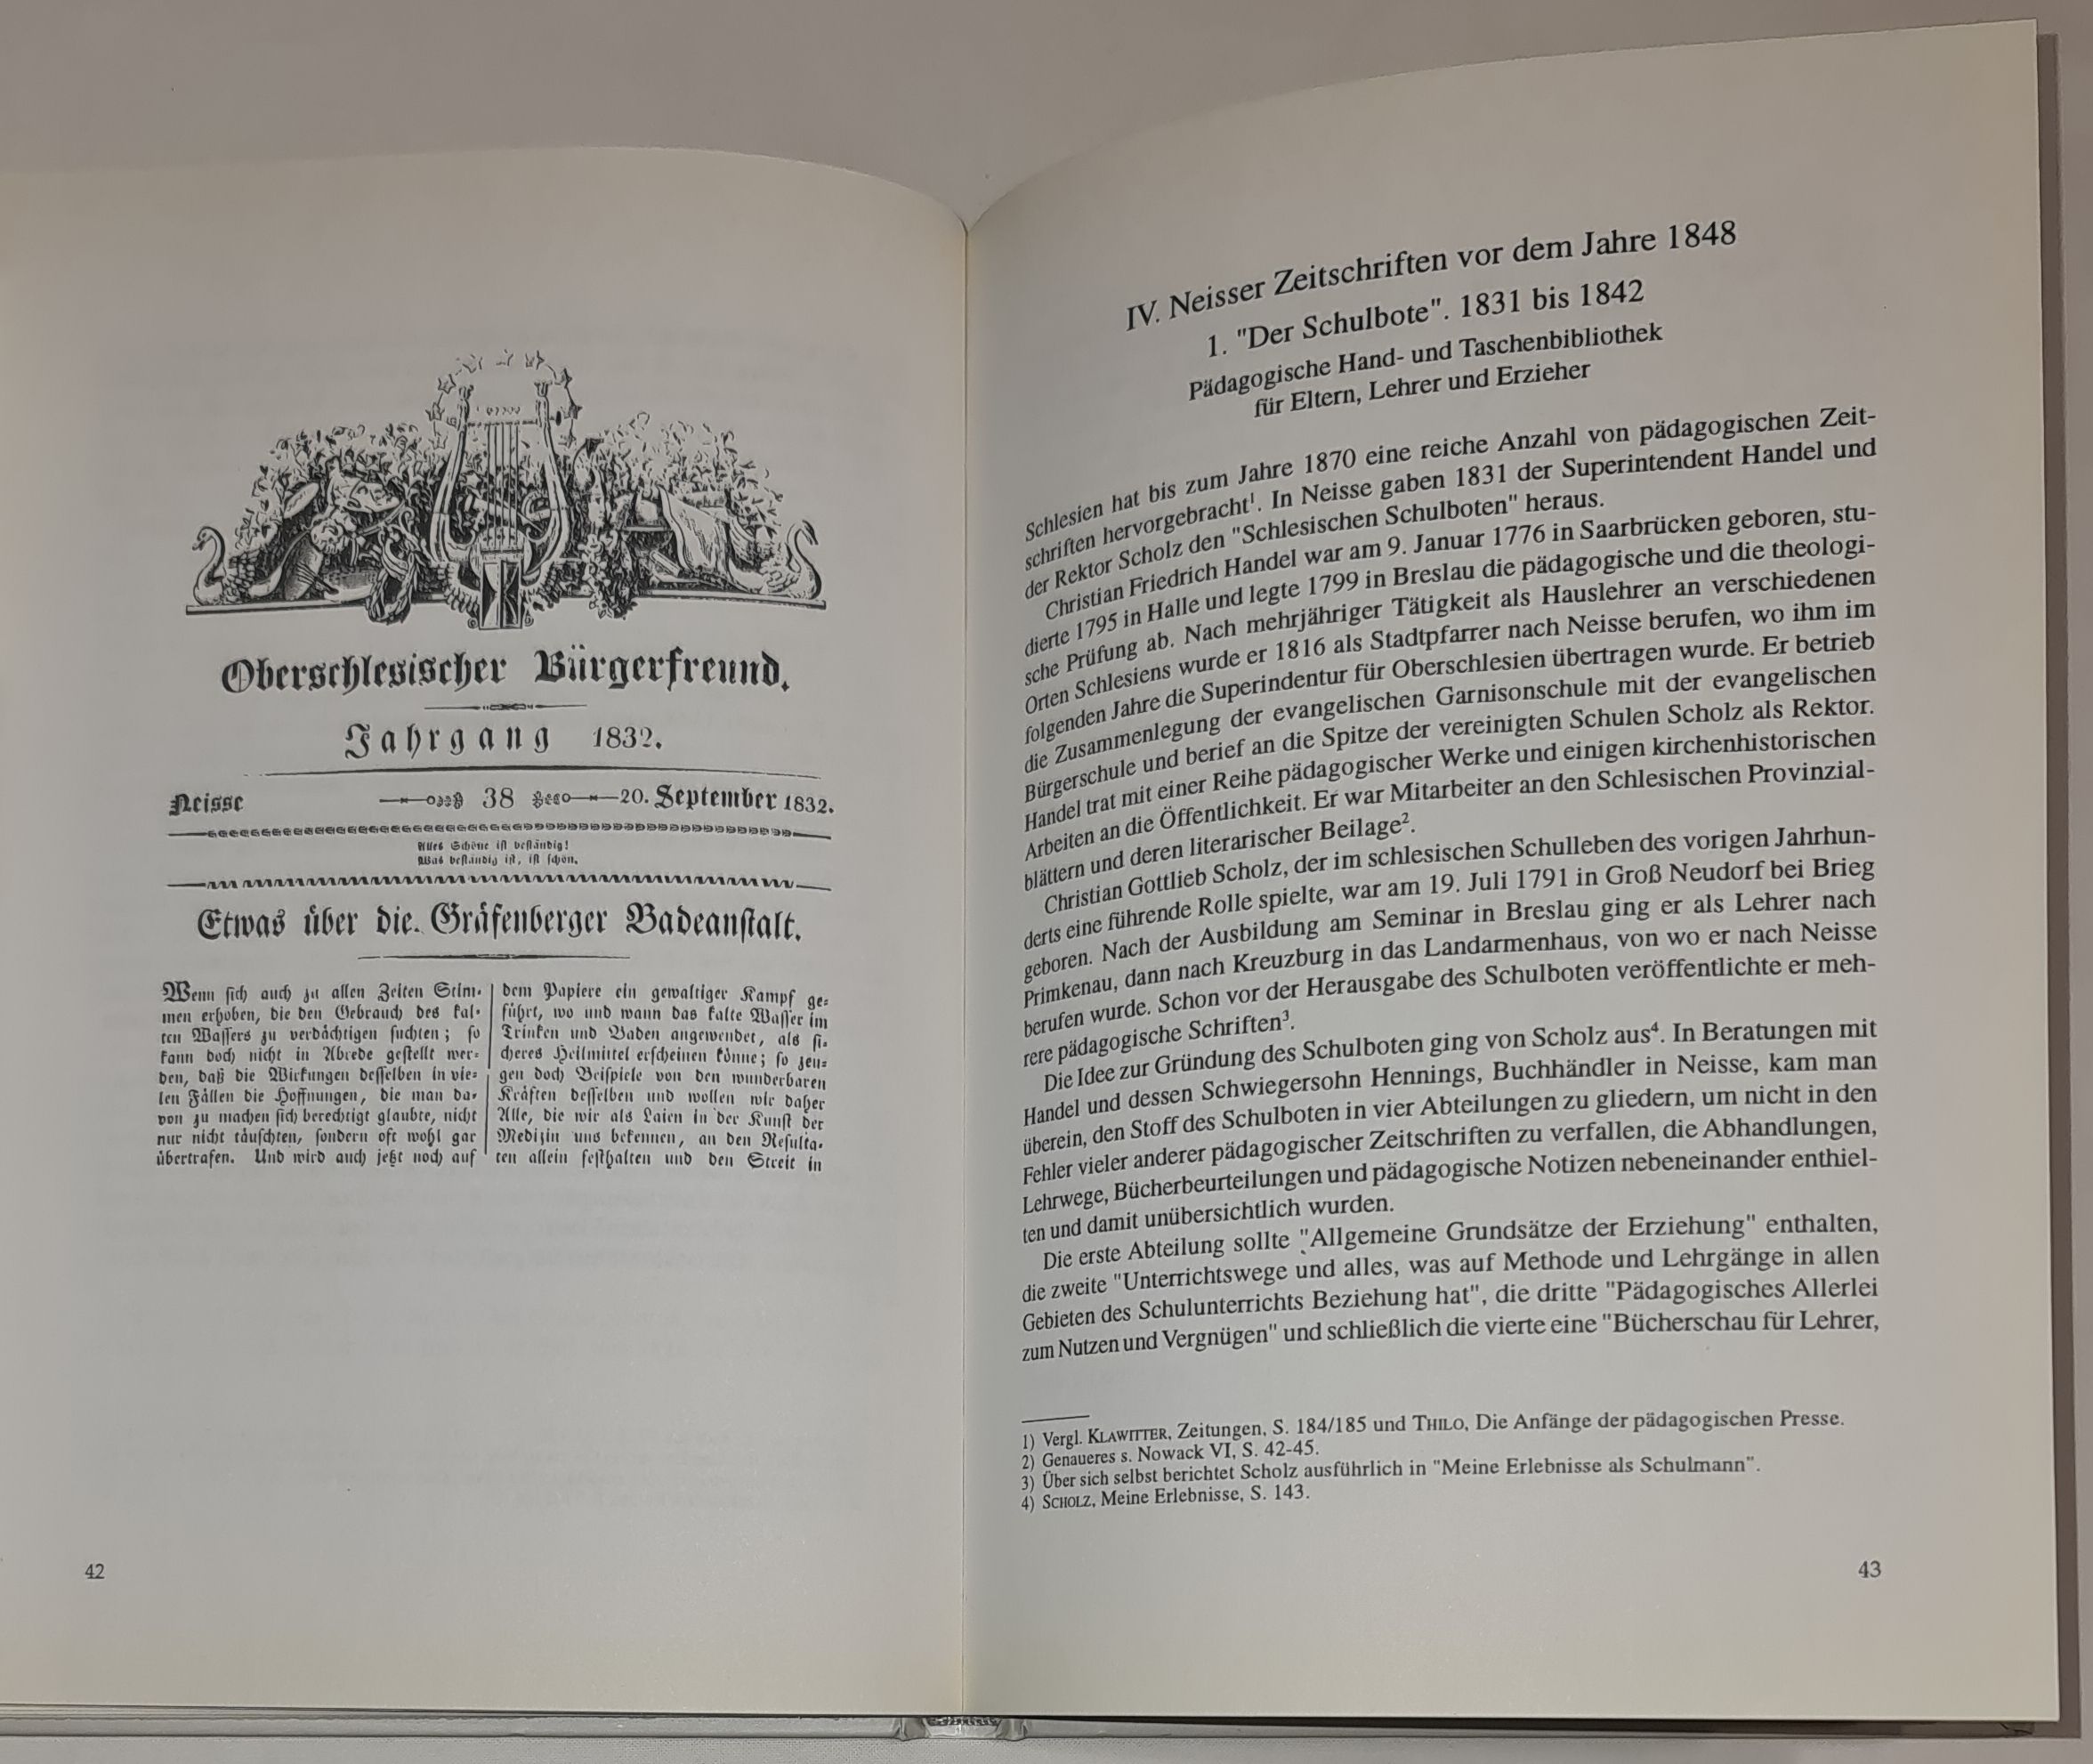 Oberschlesischer Bürgerfreund.
Jahrgang 1832.
Neisse 38 20. September 1832.
Alles Schöne ist beständig!
Was beständig ist, ist schön.
Etwas über die Gräfenberger Badeanstalt.
Wenn sich auch zu allen Zeiten Stim-
men erhoben, die den Gebrauch des kal-
ten Wassers zu verdächtigen suchten; so
kann doch nicht in Abrede gestellt wer-
den, daß die Wirkungen desselben in vie-
len Fällen die Hoffnungen, die man da-
von zu machen sich berechtigt glaubte, nicht
nur nicht täuschten, sondern oft wohl gar
übertrafen. Und wird auch jetzt noch auf
dem Papiere ein gewaltiger Kampf ge-
führt, wo und wann das kalte Wasser im
Trinken und Baden angewendet, als si-
cheres Heilmittel erscheinen könne; so zeu-
gen doch Beispiele von den wunderbaren
Kräften desselben und wollen wir daher
Alle, die wir als Laien in der Kunst der
Medizin uns bekennen, an den Resulta-
ten allein festhalten und den Streit in
42
IV. Neisser Zeitschriften vor dem Jahre 1848
1. "Der Schulbote". 1831 bis 1842
Pädagogische Hand- und Taschenbibliothek
für Eltern, Lehrer und Erzieher
Schlesien hat bis zum Jahre 1870 eine reiche Anzahl von pädagogischen Zeit-
schriften hervorgebracht¹. In Neisse gaben 1831 der Superintendent Handel und
der Rektor Scholz den "Schlesischen Schulboten" heraus.
Christian Friedrich Handel war am 9. Januar 1776 in Saarbrücken geboren, stu-
dierte 1795 in Halle und legte 1799 in Breslau die pädagogische und die theologi-
sche Prüfung ab. Nach mehrjähriger Tätigkeit als Hauslehrer an verschiedenen
Orten Schlesiens wurde er 1816 als Stadtpfarrer nach Neisse berufen, wo ihm im
folgenden Jahre die Superindentur für Oberschlesien übertragen wurde. Er betrieb
die Zusammenlegung der evangelischen Garnisonschule mit der evangelischen
Bürgerschule und berief an die Spitze der vereinigten Schulen Scholz als Rektor.
Handel trat mit einer Reihe pädagogischer Werke und einigen kirchenhistorischen
Arbeiten an die Öffentlichkeit. Er war Mitarbeiter an den Schlesischen Provinzial-
blättern und deren literarischer Beilage².
Christian Gottlieb Scholz, der im schlesischen Schulleben des vorigen Jahrhun-
derts eine führende Rolle spielte, war am 19. Juli 1791 in Groß Neudorf bei Brieg
geboren. Nach der Ausbildung am Seminar in Breslau ging er als Lehrer nach
Primkenau, dann nach Kreuzburg in das Landarmenhaus, von wo er nach Neisse
berufen wurde. Schon vor der Herausgabe des Schulboten veröffentlichte er meh-
rere pädagogische Schriften³.
Die Idee zur Gründung des Schulboten ging von Scholz aus⁴. In Beratungen mit
Handel und dessen Schwiegersohn Hennings, Buchhändler in Neisse, kam man
überein, den Stoff des Schulboten in vier Abteilungen zu gliedern, um nicht in den
Fehler vieler anderer pädagogischer Zeitschriften zu verfallen, die Abhandlungen,
Lehrwege, Bücherbeurteilungen und pädagogische Notizen nebeneinander enthiel-
ten und damit unübersichtlich wurden.
Die erste Abteilung sollte "Allgemeine Grundsätze der Erziehung" enthalten,
die zweite "Unterrichtswege und alles, was auf Methode und Lehrgänge in allen
Gebieten des Schulunterrichts Beziehung hat", die dritte "Pädagogisches Allerlei
zum Nutzen und Vergnügen" und schließlich die vierte eine "Bücherschau für Lehrer,
1) Vergl. KLAWITTER, Zeitungen, S. 184/185 und THILO, Die Anfänge der pädagogischen Presse.
2) Genaueres s. Nowack VI, S. 42-45.
3) Über sich selbst berichtet Scholz ausführlich in "Meine Erlebnisse als Schulmann".
4) SCHOLZ, Meine Erlebnisse, S. 143.
43